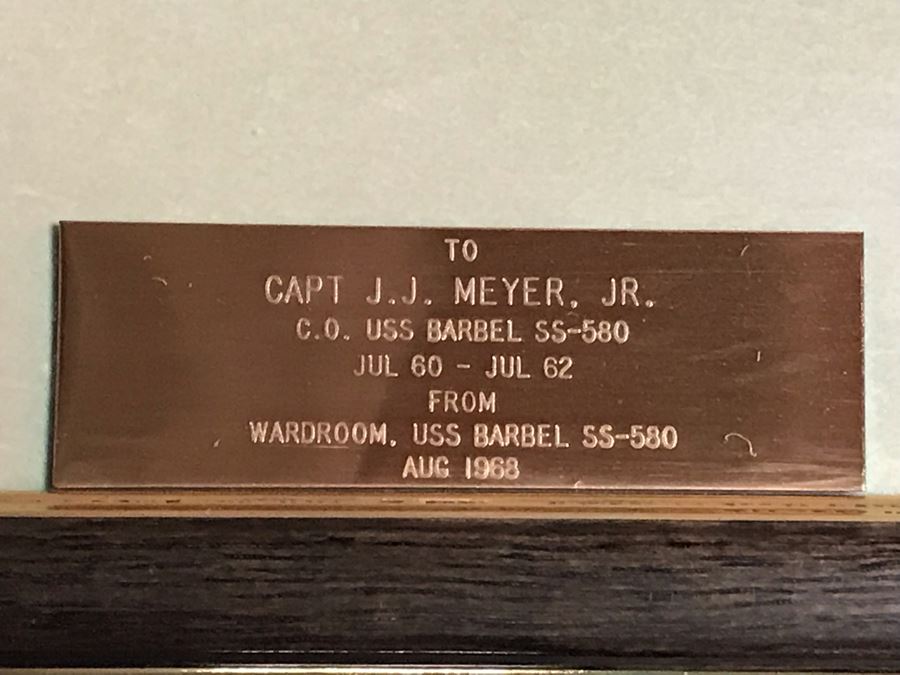 TO
CAPT J.J. MEYER, JR.
C.O. USS BARBEL SS-580
JUL 60 - JUL 62
FROM
WARDROOM, USS BARBEL SS-580
AUG 1968